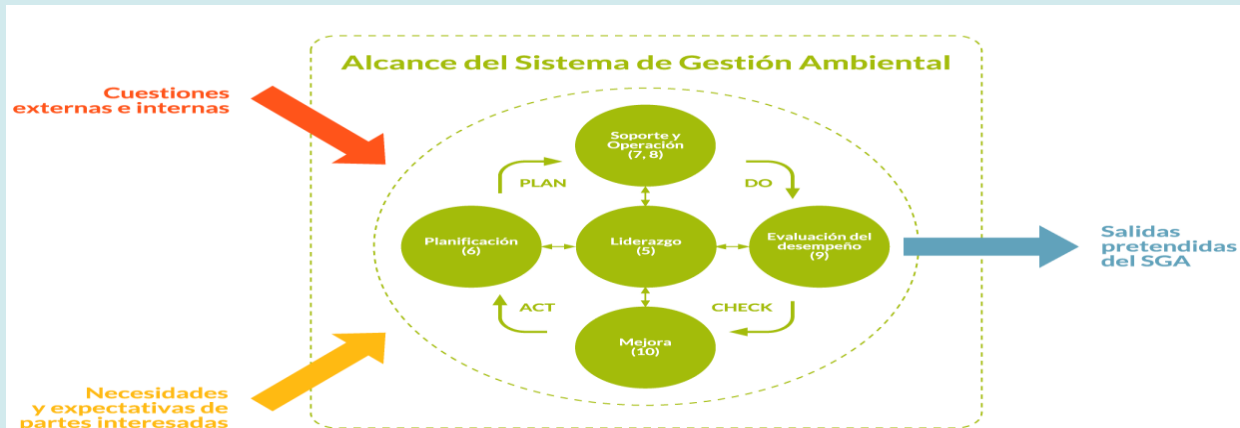 Alcance del Sistema de Gestión Ambiental
Cuestiones
externas e internas
Soporte y
Operación
(7, 8)
PLAN
DO
Planificación
(6)
Liderazgo
(5)
Evaluación del
desempeño
(9)
Salidas
pretendidas
del SGA
ACT
CHECK
Mejora
(10)
Necesidades
y expectativas de
partes interesadas